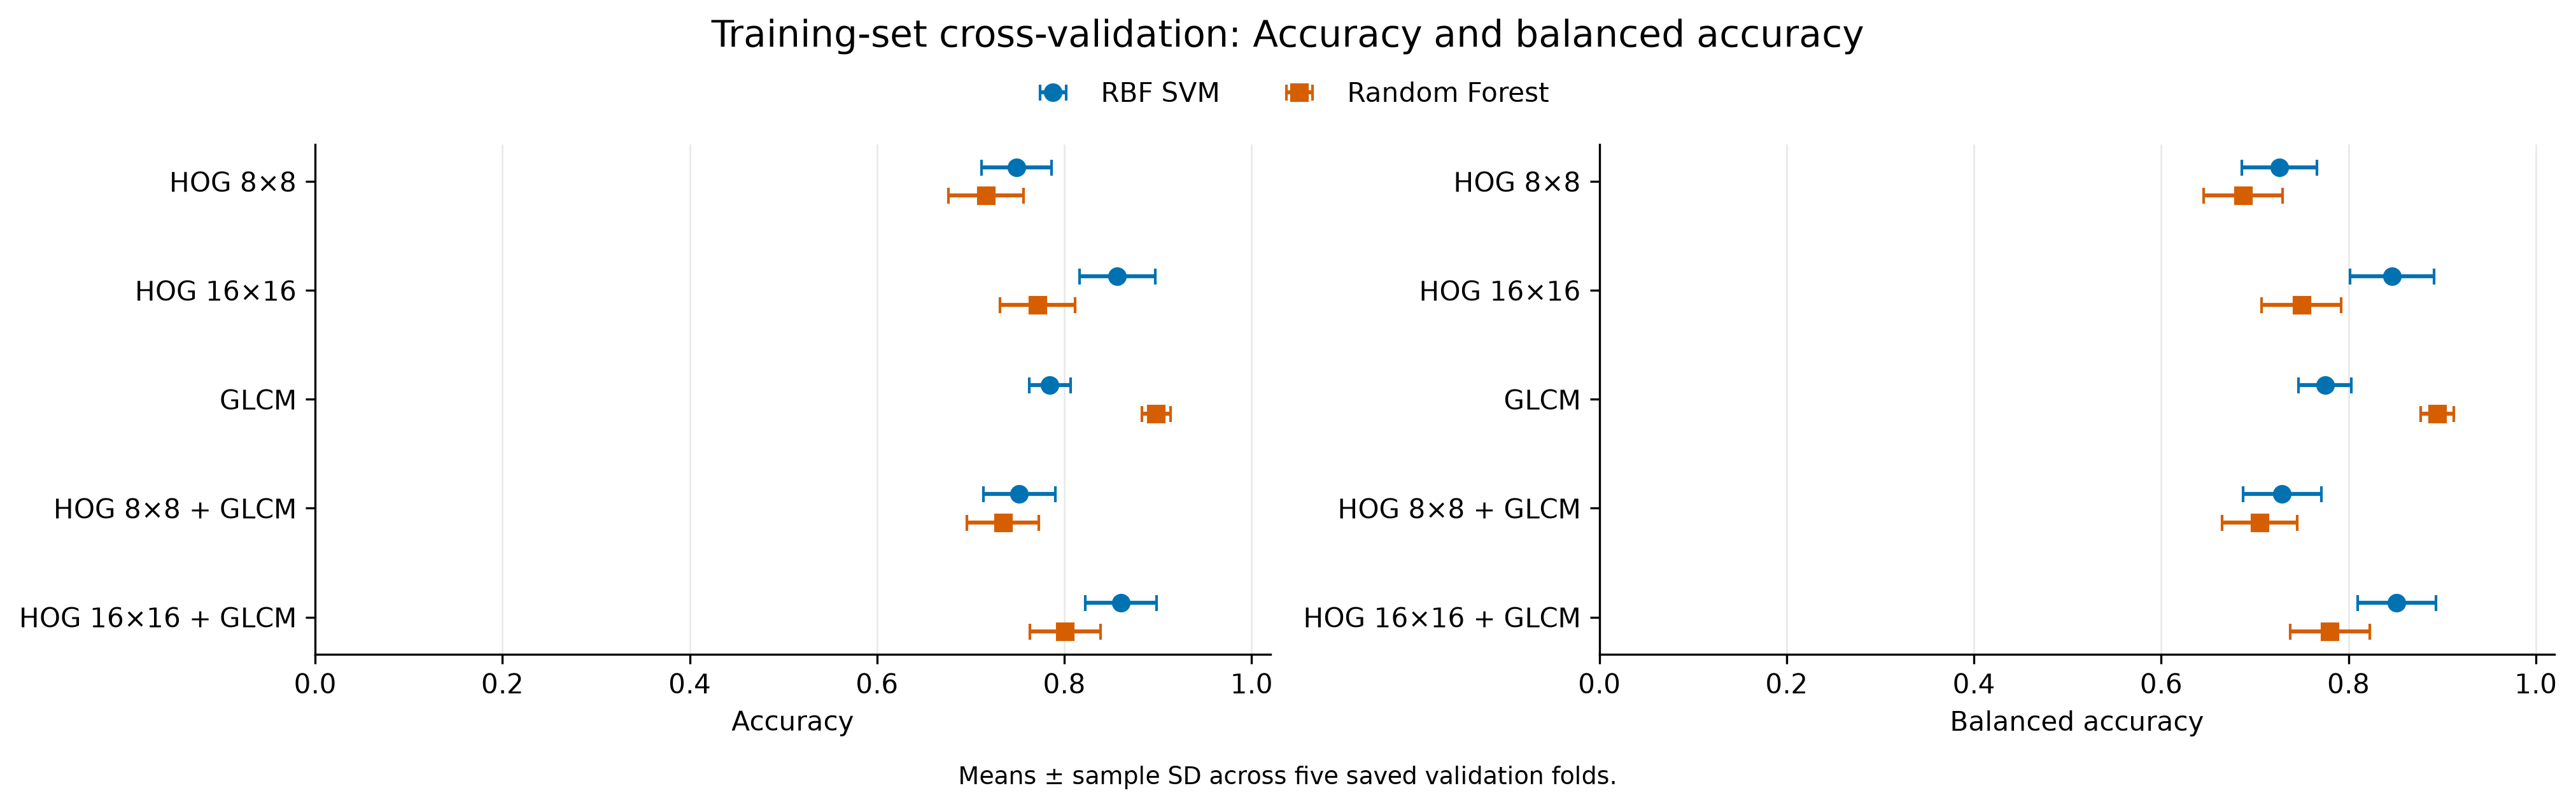 Training-set cross-validation: Accuracy and balanced accuracy
RBF SVM
Random Forest
HOG 8×8
HOG 16×16
GLCM
HOG 8×8 + GLCM
HOG 16×16 + GLCM
0.0 0.2 0.4 0.6 0.8 1.0
Accuracy
HOG 8×8
HOG 16×16
GLCM
HOG 8×8 + GLCM
HOG 16×16 + GLCM
0.0 0.2 0.4 0.6 0.8 1.0
Balanced accuracy
Means ± sample SD across five saved validation folds.